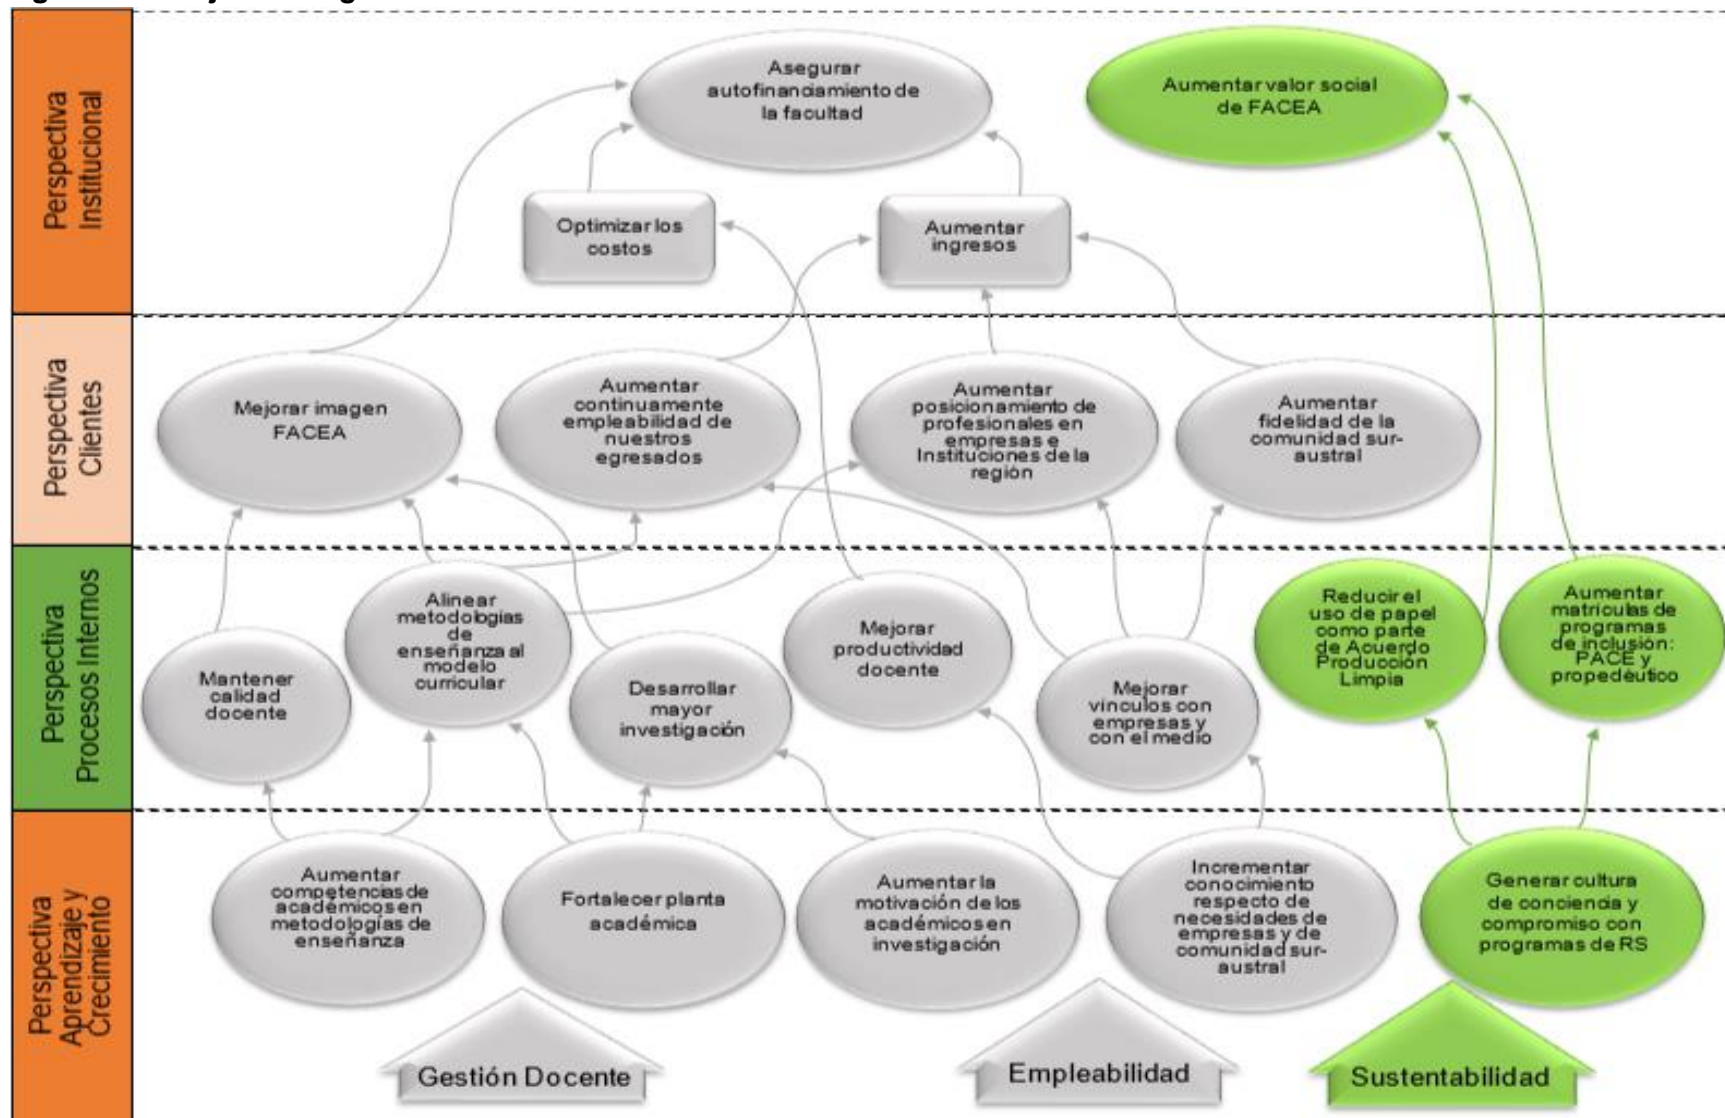 Perspectiva
Institucional
Asegurar
autofinanciamiento de
la facultad
Aumentar valor social
de FACEA
Optimizar los
costos
Aumentar
ingresos
Perspectiva
Clientes
Mejorar imagen
FACEA
Aumentar
continuamente
empleabilidad de
nuestros
egresados
Aumentar
posicionamiento de
profesionales en
empresas e
Instituciones de la
región
Aumentar
fidelidad de la
comunidad sur-
austral
Perspectiva
Procesos Internos
Mantener
calidad
docente
Alinear
metodologías
de
enseñanza al
modelo
curricular
Desarrollar
mayor
investigación
Mejorar
productividad
docente
Mejorar
vínculos con
empresas y
con el medio
Reducir el
uso de papel
como parte
de Acuerdo
Producción
Limpia
Aumentar
matrículas de
programas
de inclusión:
PACE y
propedéutico
Perspectiva
Aprendizaje y
Crecimiento
Aumentar
competencias de
académicos en
metodologías de
enseñanza
Fortalecer planta
académica
Aumentar la
motivación de los
académicos en
investigación
Incrementar
conocimiento
respecto de
necesidades de
empresas y de
comunidad sur-
austral
Generar cultura
de conciencia y
compromiso con
programas de RS
Gestión Docente
Empleabilidad
Sustentabilidad